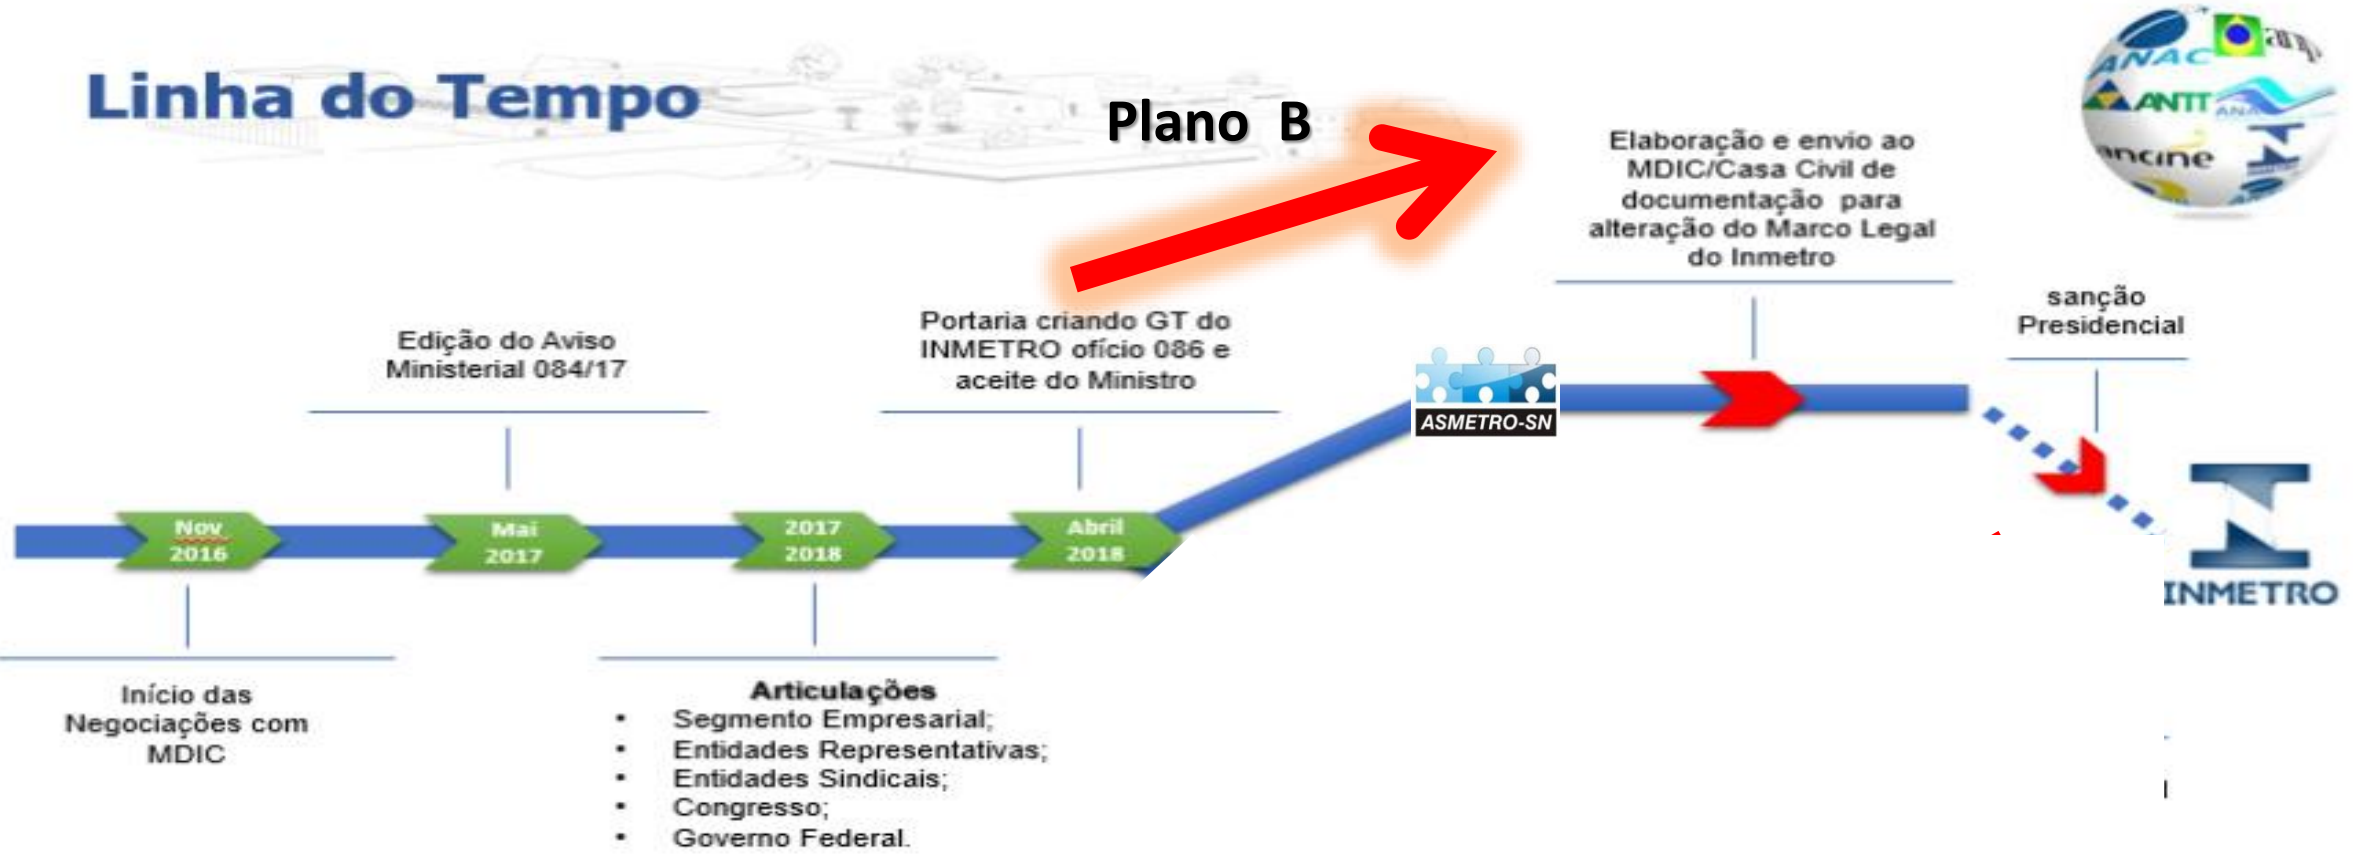 Linha do Tempo
Plano B
ANAC
anp
ANTT
ANA
ancine
Elaboração e envio ao
MDIC/Casa Civil de
documentação para
alteração do Marco Legal
do Inmetro
sanção
Presidencial
Edição do Aviso
Ministerial 084/17
Portaria criando GT do
INMETRO ofício 086 e
aceite do Ministro
ASMETRO-SN
Nov
2016
Mai
2017
2017
2018
Abril
2018
INMETRO
Início das
Negociações com
MDIC
Articulações
• Segmento Empresarial;
• Entidades Representativas;
• Entidades Sindicais;
• Congresso;
• Governo Federal.